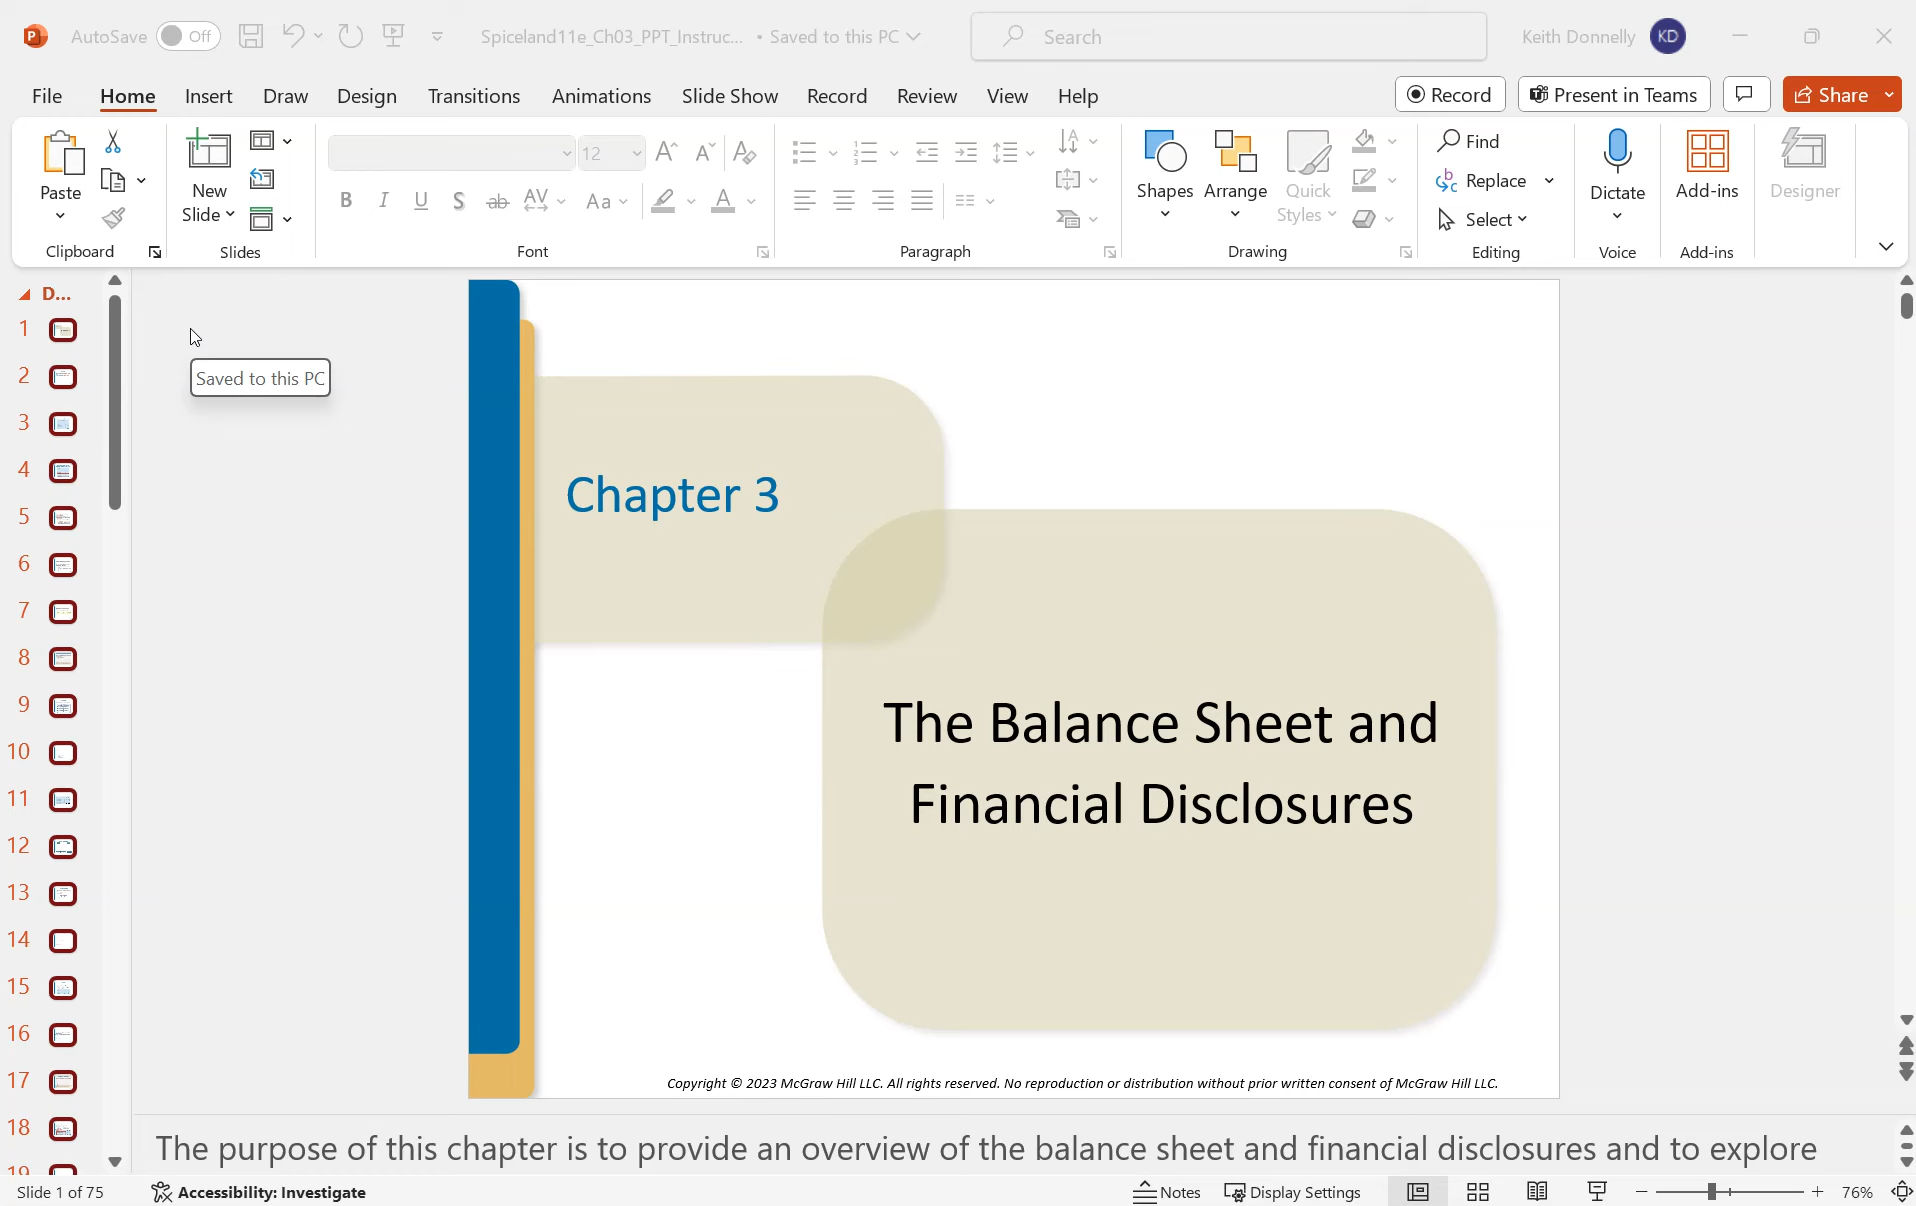 AutoSave Off Spiceland11e_Ch03_PPT_Instruc... • Saved to this PC Search Keith Donnelly KD
File Home Insert Draw Design Transitions Animations Slide Show Record Review View Help Record Present in Teams Share
Paste
Clipboard
New
Slide
Slides
12
B I U S ab AV Aa A
Font
Paragraph
Shapes Arrange Quick
Styles
Drawing
Find
Replace
Select
Editing
Dictate
Voice
Add-ins
Add-ins
Designer
D...
1
2
3
4
5
6
7
8
9
10
11
12
13
14
15
16
17
18
19
Saved to this PC
Chapter 3
The Balance Sheet and
Financial Disclosures
Copyright © 2023 McGraw Hill LLC. All rights reserved. No reproduction or distribution without prior written consent of McGraw Hill LLC.
The purpose of this chapter is to provide an overview of the balance sheet and financial disclosures and to explore
Slide 1 of 75 Accessibility: Investigate Notes Display Settings 76%